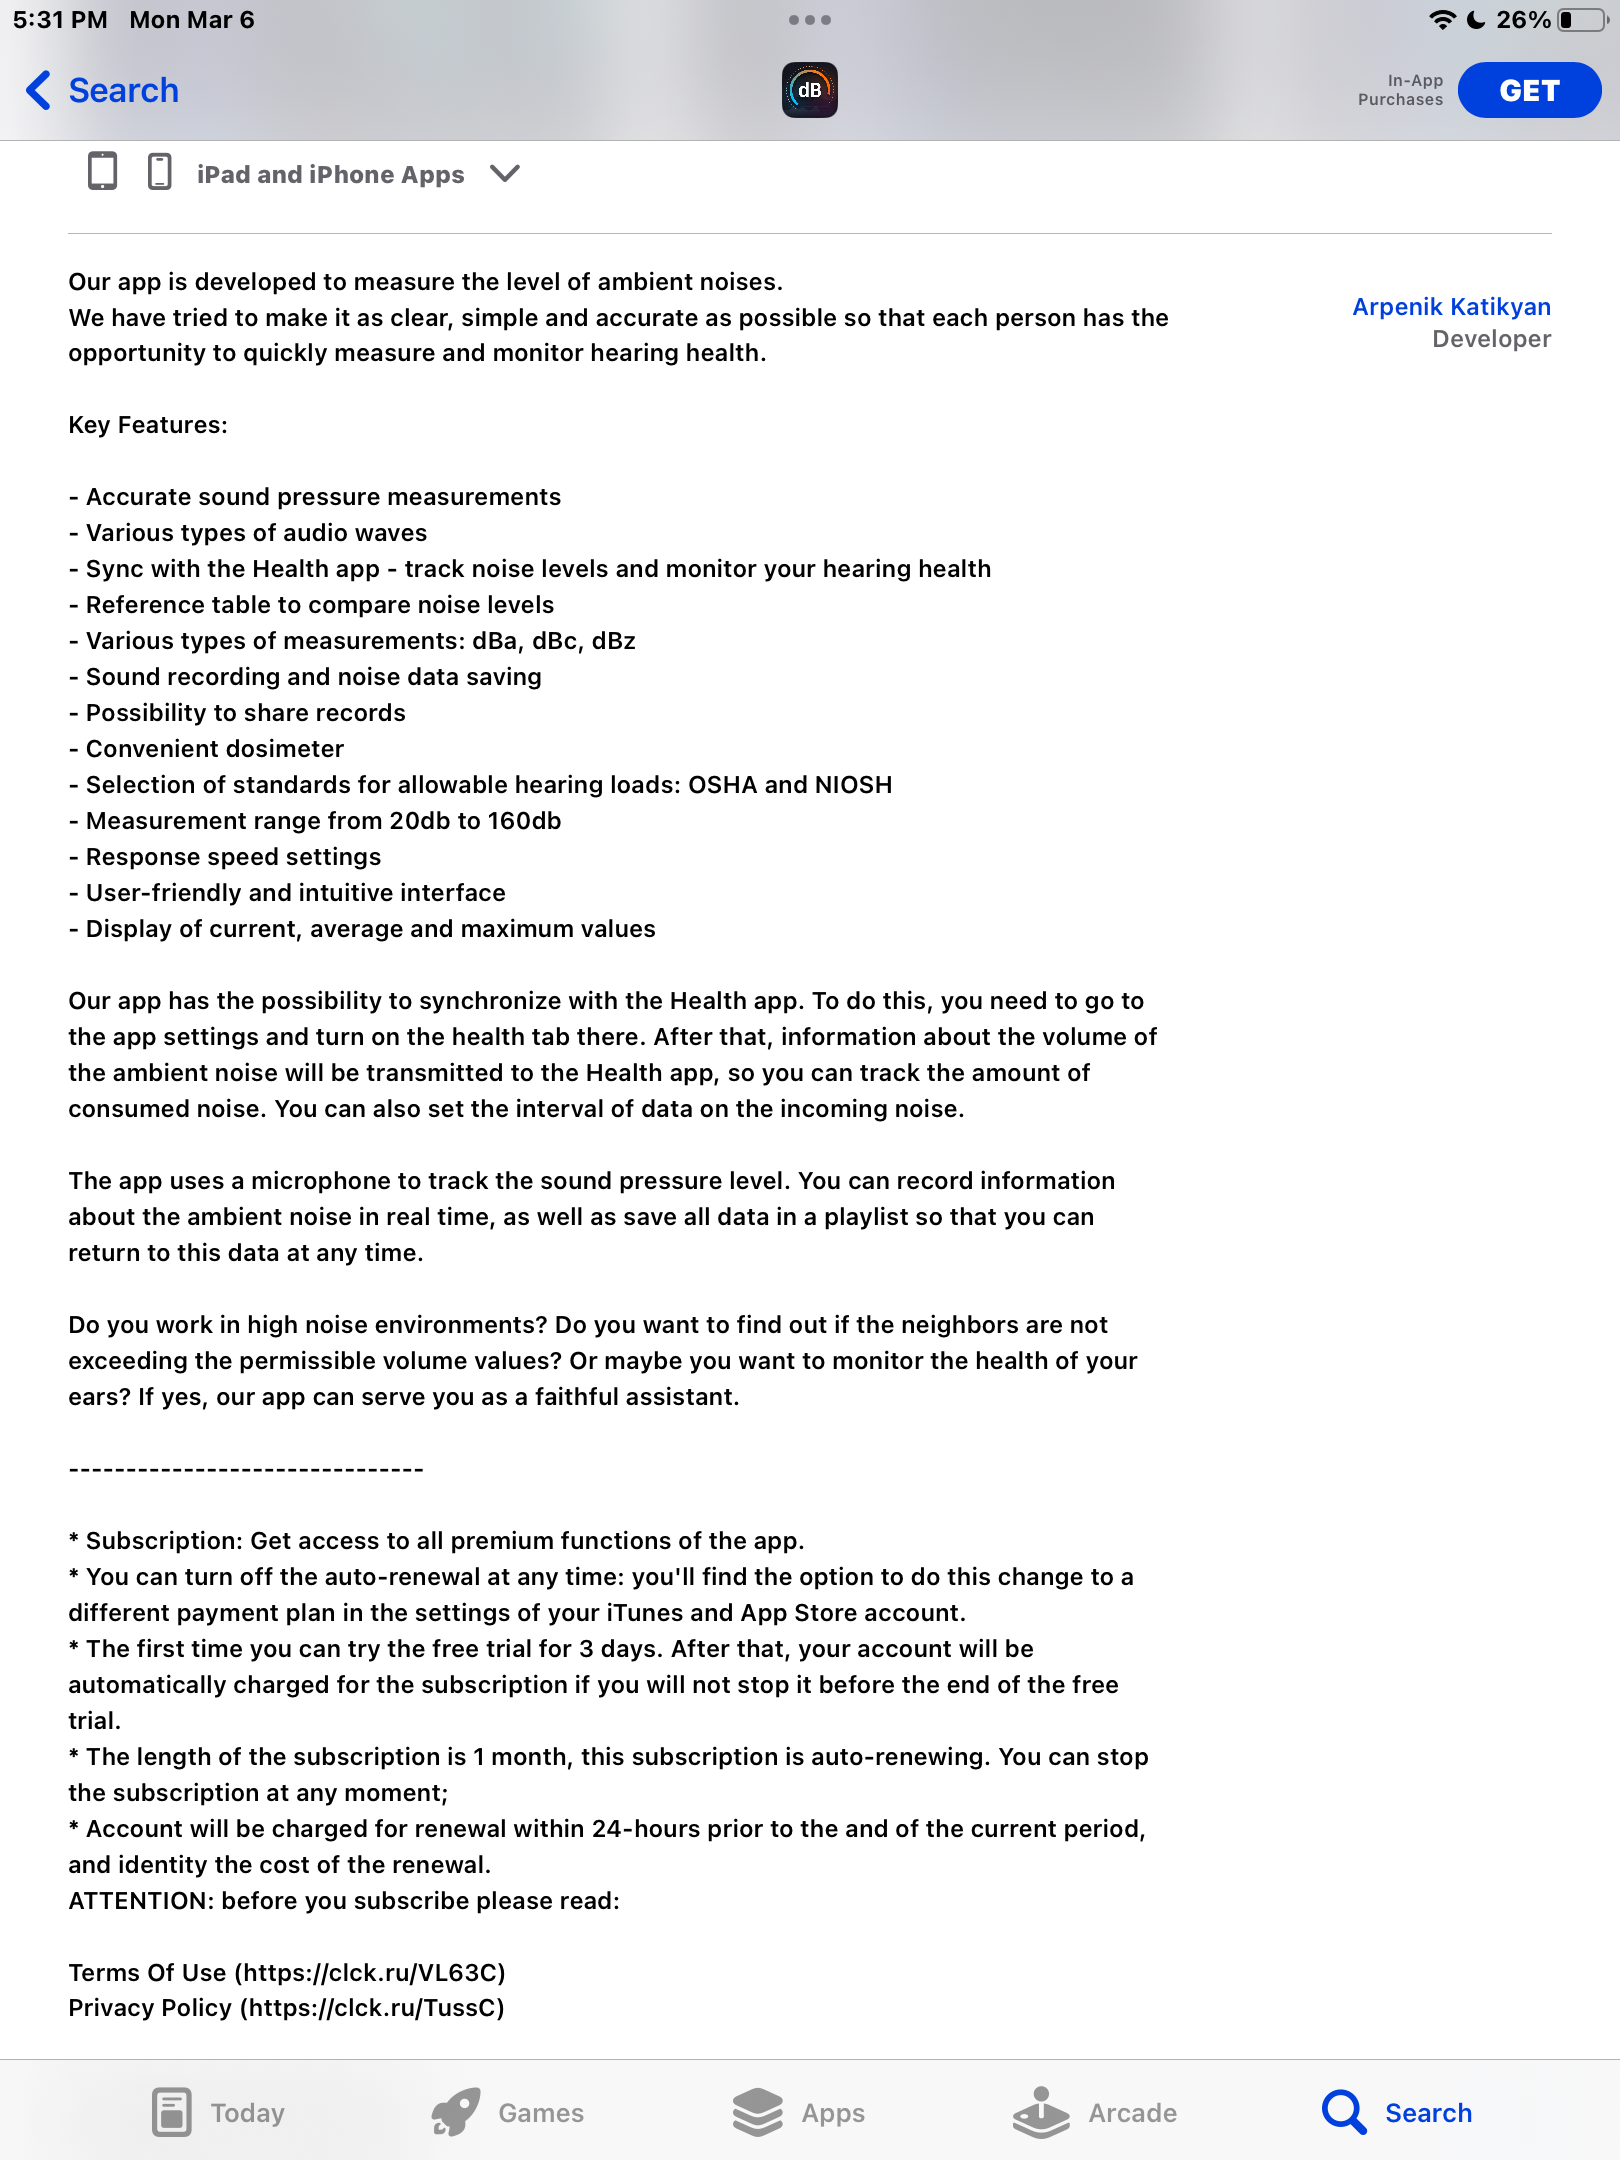 5:31 PM Mon Mar 6
26%
Search
dB
In-App
Purchases
GET
iPad and iPhone Apps
Our app is developed to measure the level of ambient noises.
We have tried to make it as clear, simple and accurate as possible so that each person has the
opportunity to quickly measure and monitor hearing health.
Arpenik Katikyan
Developer
Key Features:
- Accurate sound pressure measurements
- Various types of audio waves
- Sync with the Health app - track noise levels and monitor your hearing health
- Reference table to compare noise levels
- Various types of measurements: dBa, dBc, dBz
- Sound recording and noise data saving
- Possibility to share records
- Convenient dosimeter
- Selection of standards for allowable hearing loads: OSHA and NIOSH
- Measurement range from 20db to 160db
- Response speed settings
- User-friendly and intuitive interface
- Display of current, average and maximum values
Our app has the possibility to synchronize with the Health app. To do this, you need to go to
the app settings and turn on the health tab there. After that, information about the volume of
the ambient noise will be transmitted to the Health app, so you can track the amount of
consumed noise. You can also set the interval of data on the incoming noise.
The app uses a microphone to track the sound pressure level. You can record information
about the ambient noise in real time, as well as save all data in a playlist so that you can
return to this data at any time.
Do you work in high noise environments? Do you want to find out if the neighbors are not
exceeding the permissible volume values? Or maybe you want to monitor the health of your
ears? If yes, our app can serve you as a faithful assistant.
-------------------------------
* Subscription: Get access to all premium functions of the app.
* You can turn off the auto-renewal at any time: you'll find the option to do this change to a
different payment plan in the settings of your iTunes and App Store account.
* The first time you can try the free trial for 3 days. After that, your account will be
automatically charged for the subscription if you will not stop it before the end of the free
trial.
* The length of the subscription is 1 month, this subscription is auto-renewing. You can stop
the subscription at any moment;
* Account will be charged for renewal within 24-hours prior to the and of the current period,
and identity the cost of the renewal.
ATTENTION: before you subscribe please read:
Terms Of Use (https://clck.ru/VL63C)
Privacy Policy (https://clck.ru/TussC)
Today
Games
Apps
Arcade
Search